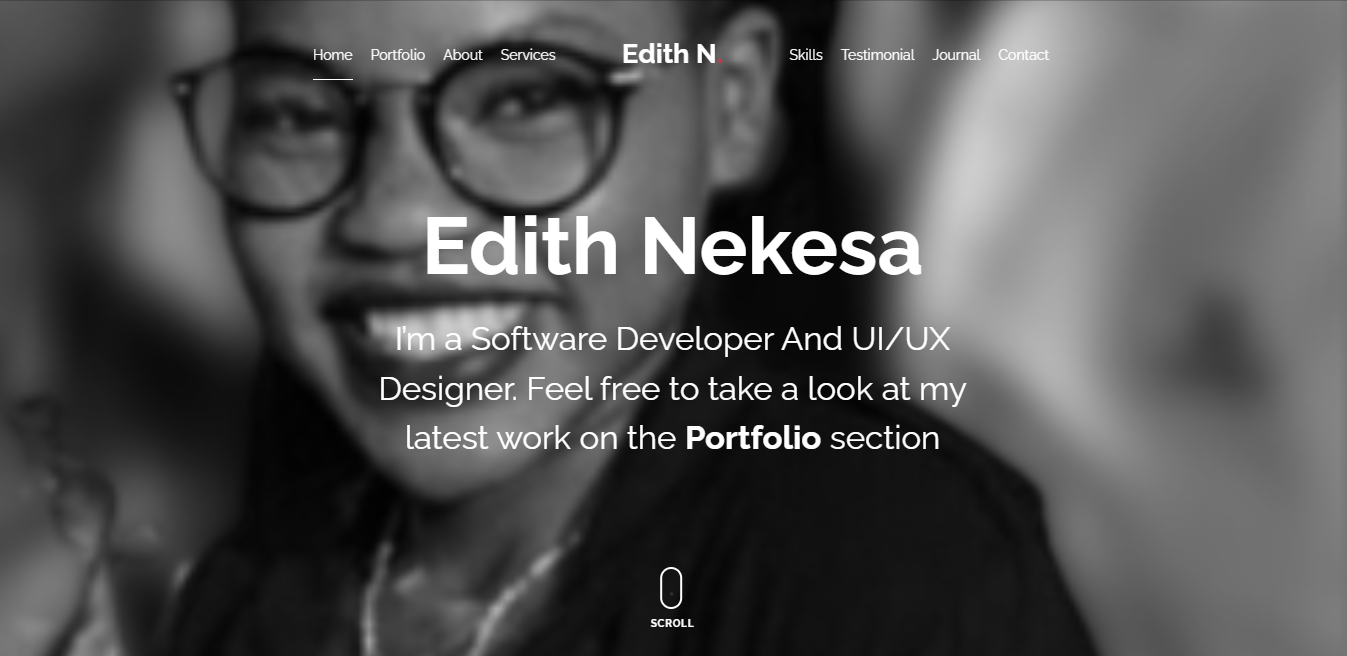 Home Portfolio About Services Edith N. Skills Testimonial Journal Contact
Edith Nekesa
I'm a Software Developer And UI/UX
Designer. Feel free to take a look at my
latest work on the Portfolio section
SCROLL